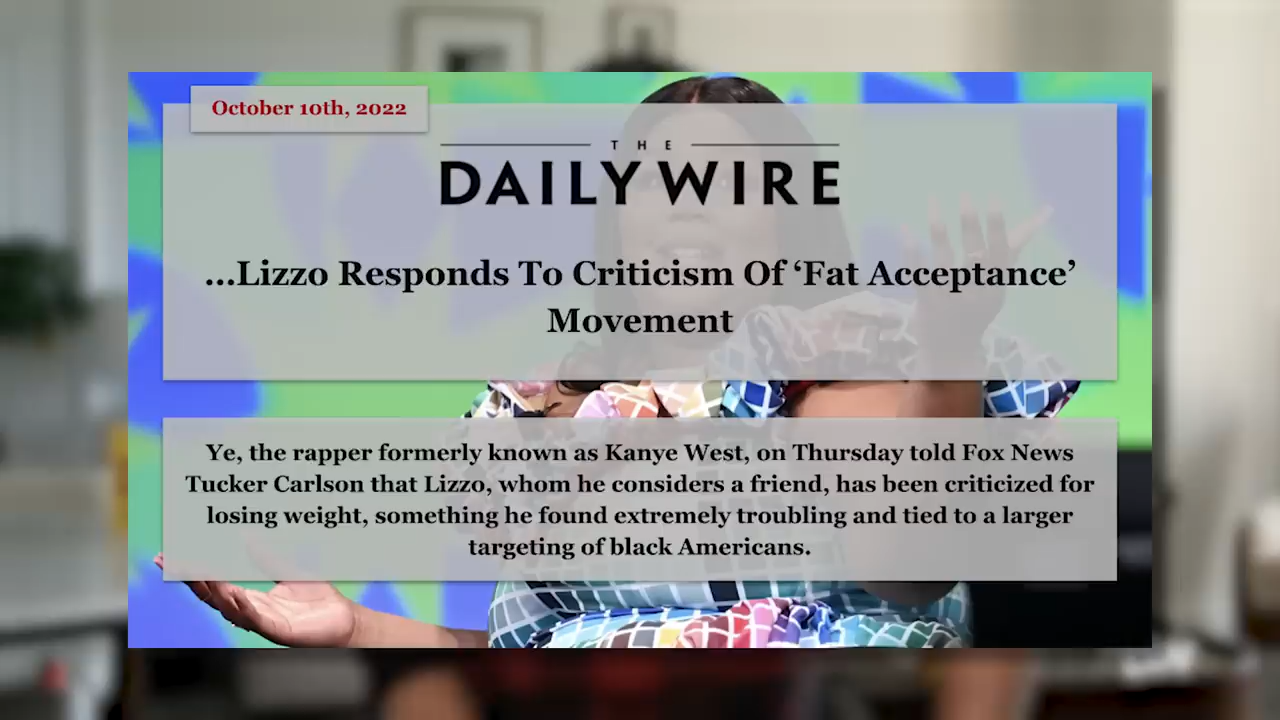 October 10th, 2022
THE
DAILY WIRE
...Lizzo Responds To Criticism Of ‘Fat Acceptance’
Movement
Ye, the rapper formerly known as Kanye West, on Thursday told Fox News
Tucker Carlson that Lizzo, whom he considers a friend, has been criticized for
losing weight, something he found extremely troubling and tied to a larger
targeting of black Americans.